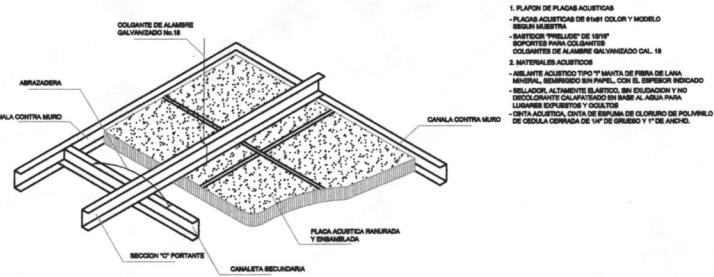 COLGANTE DE ALAMBRE
GALVANIZADO No.18
ABRAZADERA
NALA CONTRA MURO
CANALA CONTRA MURO
PLACA ACUSTICA RANURADA
Y ENSAMBLADA
SECCION "C" PORTANTE
CANALETA SECUNDARIA
1. PLAFON DE PLACAS ACUSTICAS
- PLACAS ACUSTICAS DE 61x61 COLOR Y MODELO
SEGUN MUESTRA
- BASTIDOR "PRELUDE" DE 15/16"
SOPORTES PARA COLGANTES
COLGANTES DE ALAMBRE GALVANIZADO CAL. 18
2. MATERIALES ACUSTICOS
- AISLANTE ACUSTICO TIPO "I" MANTA DE FIBRA DE LANA
MINERAL, SEMIRIGIDO SIN PAPEL, CON EL ESPESOR INDICADO
- SELLADOR, ALTAMENTE ELASTICO, SIN EXUDACION Y NO
DECOLORANTE CALAFATEADO EN BASE AL AGUA PARA
LUGARES EXPUESTOS Y OCULTOS
- CINTA ACUSTICA, CINTA DE ESPUMA DE CLORURO DE POLIVINILO
DE CEDULA CERRADA DE 1/4" DE GRUESO Y 1" DE ANCHO.